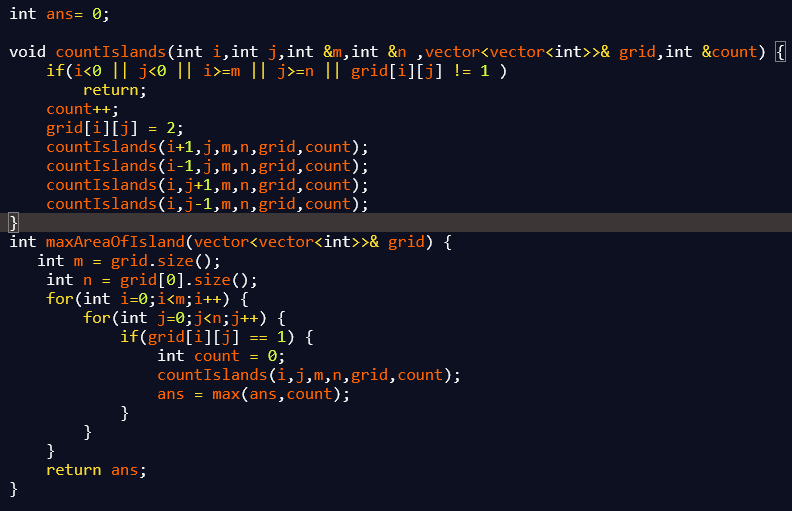 int ans= 0;
void countIslands(int i,int j,int &m,int &n ,vector<vector<int>>& grid,int &count) {
    if(i<0 || j<0 || i>=m || j>=n || grid[i][j] != 1 )
        return;
    count++;
    grid[i][j] = 2;
    countIslands(i+1,j,m,n,grid,count);
    countIslands(i-1,j,m,n,grid,count);
    countIslands(i,j+1,m,n,grid,count);
    countIslands(i,j-1,m,n,grid,count);
}
int maxAreaOfIsland(vector<vector<int>>& grid) {
   int m = grid.size();
    int n = grid[0].size();
    for(int i=0;i<m;i++) {
        for(int j=0;j<n;j++) {
            if(grid[i][j] == 1) {
                int count = 0;
                countIslands(i,j,m,n,grid,count);
                ans = max(ans,count);
            }
        }
    }
    return ans;
}